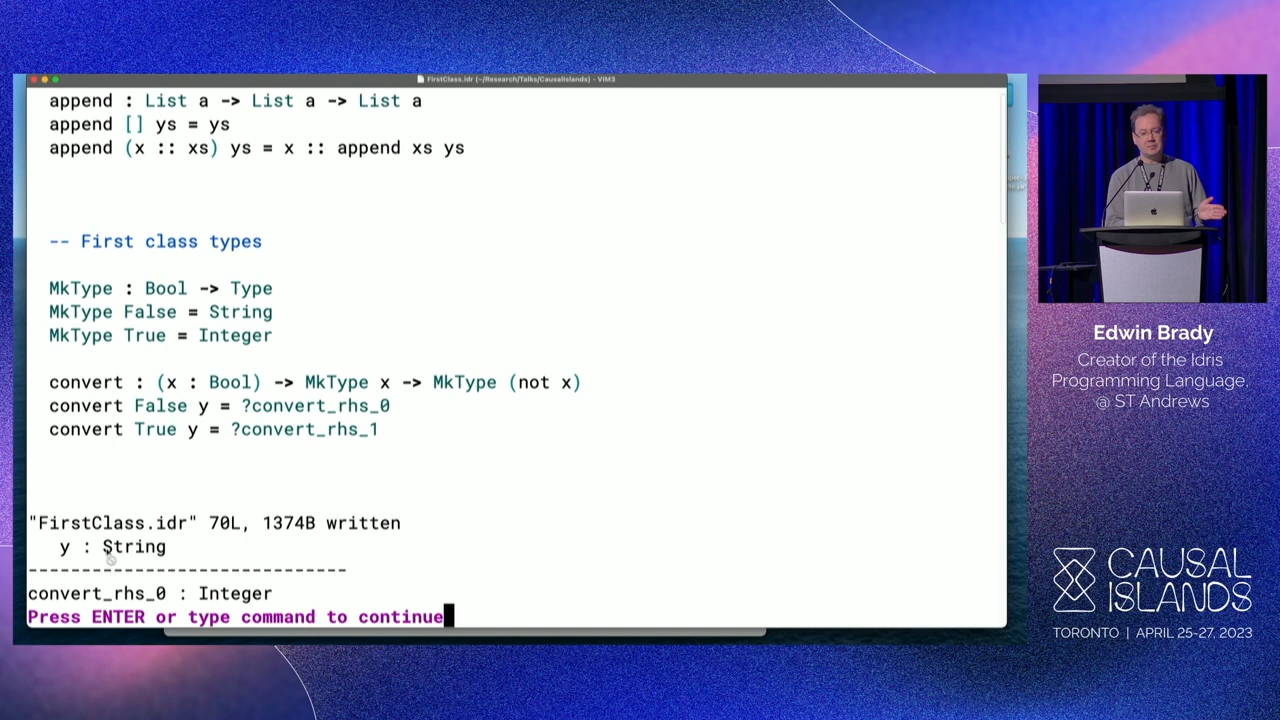 FirstClass.idr (~/Research/Talks/CausalIslands) - VIM3
append : List a -> List a -> List a
append [] ys = ys
append (x :: xs) ys = x :: append xs ys
-- First class types
MkType : Bool -> Type
MkType False = String
MkType True = Integer
convert : (x : Bool) -> MkType x -> MkType (not x)
convert False y = ?convert_rhs_0
convert True y = ?convert_rhs_1
"FirstClass.idr" 70L, 1374B written
y : String
------------------------------
convert_rhs_0 : Integer
Press ENTER or type command to continue
Edwin Brady
Creator of the Idris
Programming Language,
@ ST Andrews
CAUSAL
ISLANDS
TORONTO | APRIL 25-27, 2023